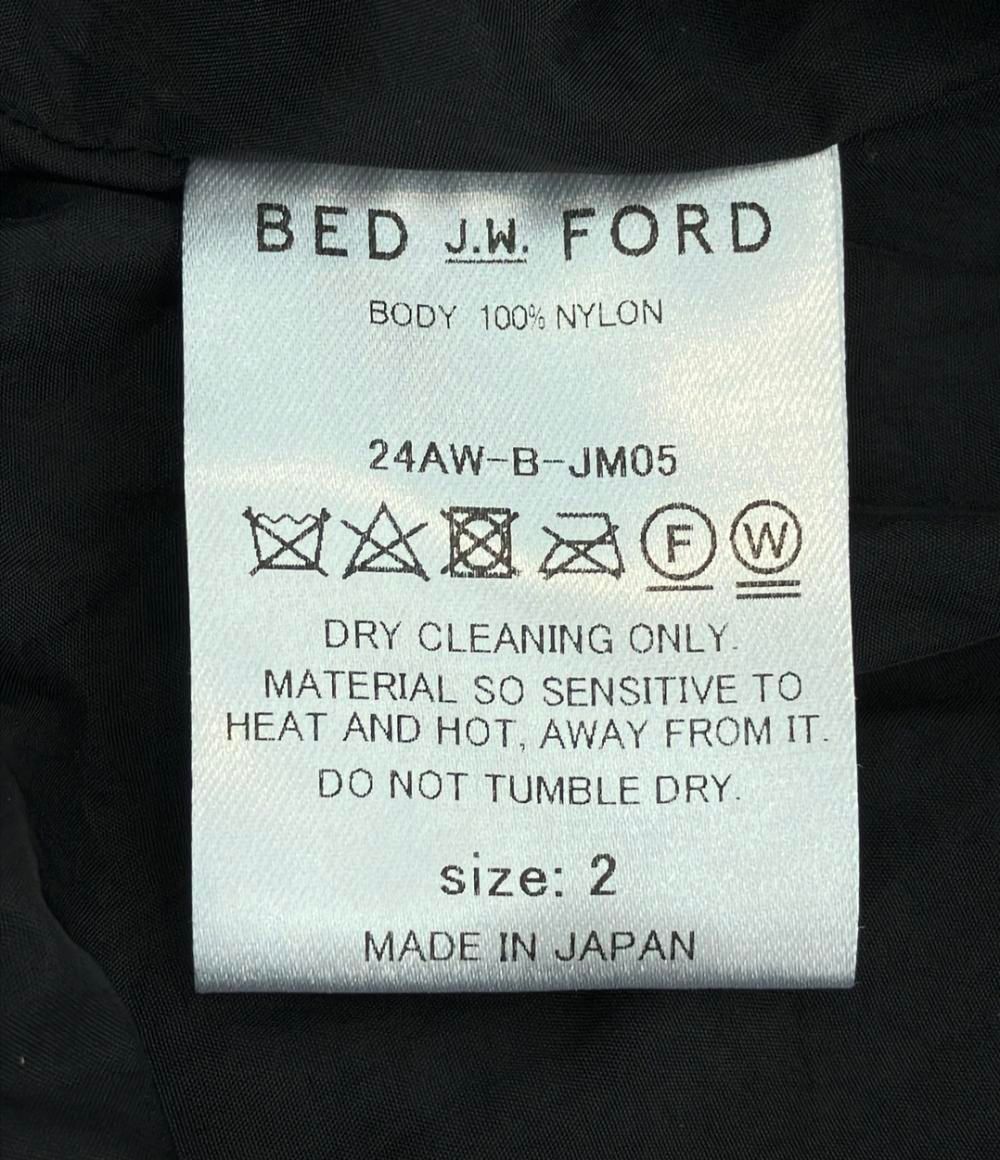 BED J.W. FORD
BODY 100% NYLON
24AW-B-JM05
F W
DRY CLEANING ONLY.
MATERIAL SO SENSITIVE TO
HEAT AND HOT, AWAY FROM IT.
DO NOT TUMBLE DRY.
size: 2
MADE IN JAPAN